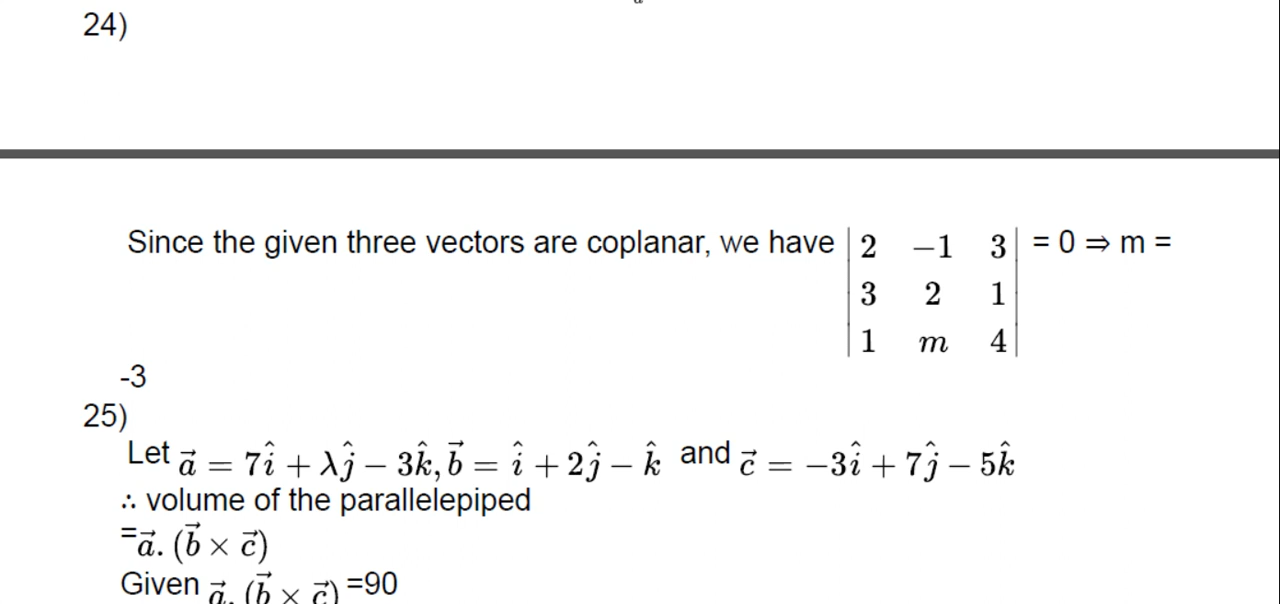 24)
Since the given three vectors are coplanar, we have |2 −1 3| = 0 ⇒ m =
|3 2 1|
|1 m 4|
-3
25)
Let a⃗ = 7î + λĵ − 3k̂, b⃗ = î + 2ĵ − k̂ and c⃗ = −3î + 7ĵ − 5k̂
∴ volume of the parallelepiped
=a⃗. (b⃗ × c⃗)
Given a⃗. (b⃗ × c⃗) =90